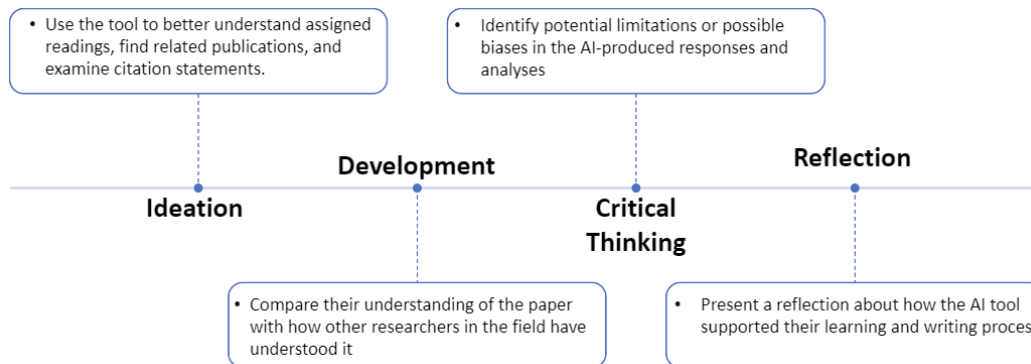 • Use the tool to better understand assigned
readings, find related publications, and
examine citation statements.
• Identify potential limitations or possible
biases in the AI-produced responses and
analyses
Development
Reflection
Ideation
Critical
Thinking
• Compare their understanding of the paper
with how other researchers in the field have
understood it
• Present a reflection about how the AI tool
supported their learning and writing proces